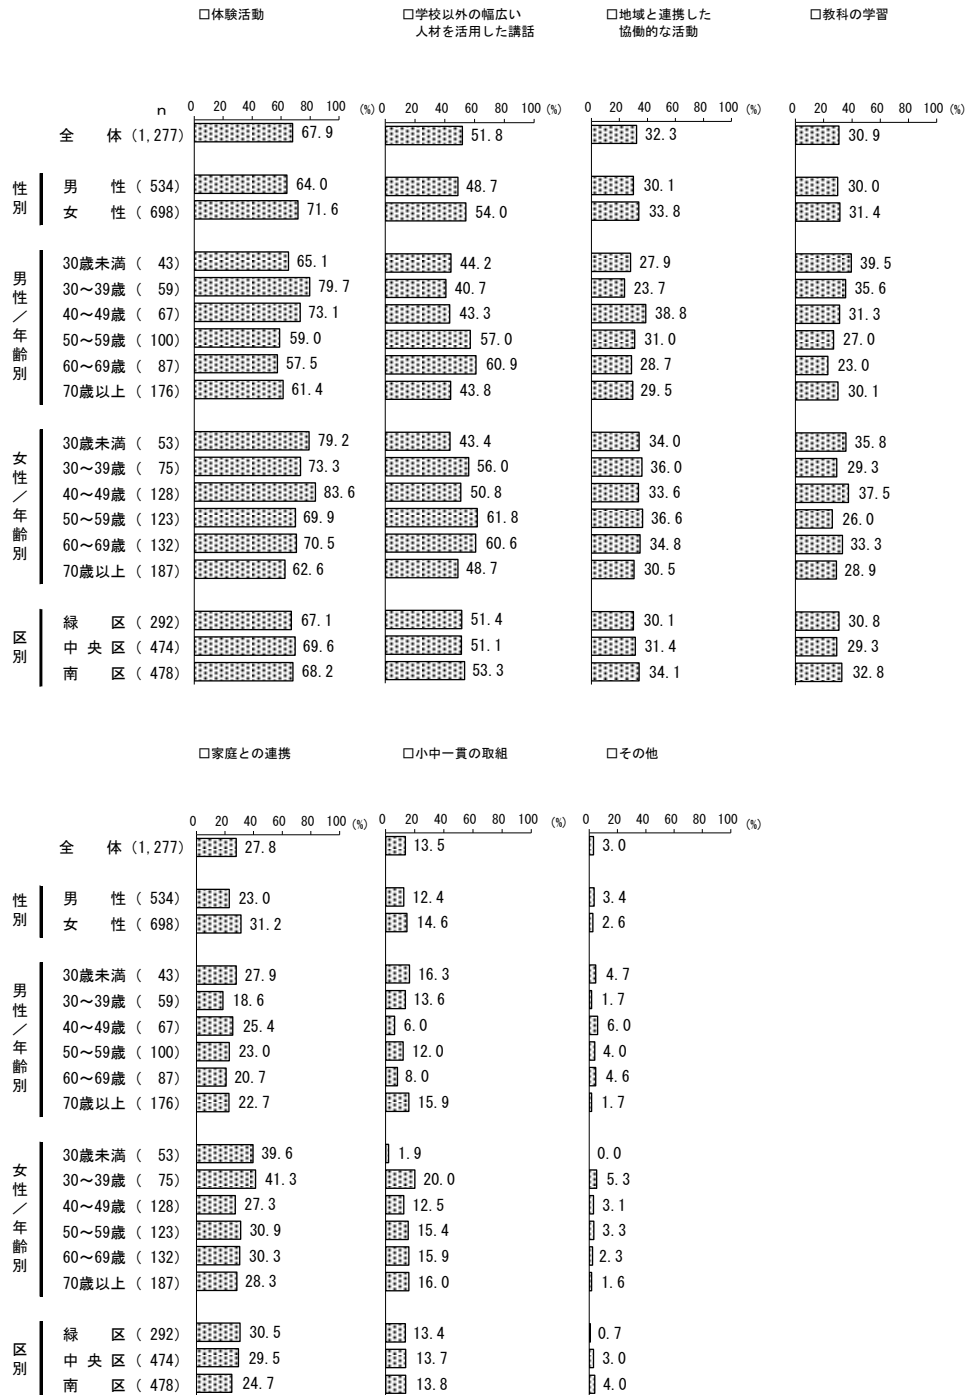 □体験活動 □学校以外の幅広い □地域と連携した □教科の学習
人材を活用した講話 協働的な活動
n 0 20 40 60 80 100 (%) 0 20 40 60 80 100 (%) 0 20 40 60 80 100 (%) 0 20 40 60 80 100 (%)
全 体 (1,277) 67.9 51.8 32.3 30.9
性別
男 性 ( 534) 64.0 48.7 30.1 30.0
女 性 ( 698) 71.6 54.0 33.8 31.4
男性/年齢別
30歳未満 ( 43) 65.1 44.2 27.9 39.5
30～39歳 ( 59) 79.7 40.7 23.7 35.6
40～49歳 ( 67) 73.1 43.3 38.8 31.3
50～59歳 ( 100) 59.0 57.0 31.0 27.0
60～69歳 ( 87) 57.5 60.9 28.7 23.0
70歳以上 ( 176) 61.4 43.8 29.5 30.1
女性/年齢別
30歳未満 ( 53) 79.2 43.4 34.0 35.8
30～39歳 ( 75) 73.3 56.0 36.0 29.3
40～49歳 ( 128) 83.6 50.8 33.6 37.5
50～59歳 ( 123) 69.9 61.8 36.6 26.0
60～69歳 ( 132) 70.5 60.6 34.8 33.3
70歳以上 ( 187) 62.6 48.7 30.5 28.9
区別
緑 区 ( 292) 67.1 51.4 30.1 30.8
中 央 区 ( 474) 69.6 51.1 31.4 29.3
南 区 ( 478) 68.2 53.3 34.1 32.8
□家庭との連携 □小中一貫の取組 □その他
0 20 40 60 80 100 (%) 0 20 40 60 80 100 (%) 0 20 40 60 80 100 (%)
全 体 (1,277) 27.8 13.5 3.0
性別
男 性 ( 534) 23.0 12.4 3.4
女 性 ( 698) 31.2 14.6 2.6
男性/年齢別
30歳未満 ( 43) 27.9 16.3 4.7
30～39歳 ( 59) 18.6 13.6 1.7
40～49歳 ( 67) 25.4 6.0 6.0
50～59歳 ( 100) 23.0 12.0 4.0
60～69歳 ( 87) 20.7 8.0 4.6
70歳以上 ( 176) 22.7 15.9 1.7
女性/年齢別
30歳未満 ( 53) 39.6 1.9 0.0
30～39歳 ( 75) 41.3 20.0 5.3
40～49歳 ( 128) 27.3 12.5 3.1
50～59歳 ( 123) 30.9 15.4 3.3
60～69歳 ( 132) 30.3 15.9 2.3
70歳以上 ( 187) 28.3 16.0 1.6
区別
緑 区 ( 292) 30.5 13.4 0.7
中 央 区 ( 474) 29.5 13.7 3.0
南 区 ( 478) 24.7 13.8 4.0